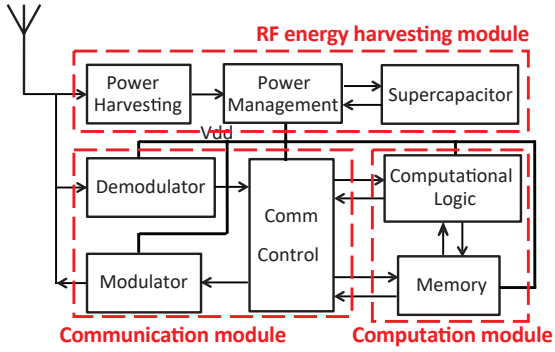 RF energy harvesting module
Power
Harvesting
Power
Management
Supercapacitor
Vdd
Demodulator
Comm
Control
Computational
Logic
Modulator
Memory
Communication module
Computation module